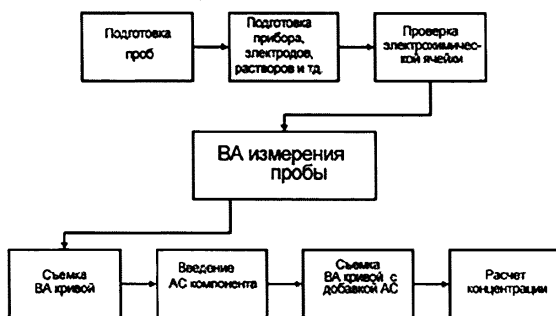 Подготовка
проб
Подготовка
прибора,
электродов,
растворов и тд.
Проверка
электрохимичес-
кой ячейки
ВА измерения
пробы
Съемка
ВА кривой
Введение
АС компонента
Съемка
ВА кривой с
добавкой АС
Расчет
концентрации